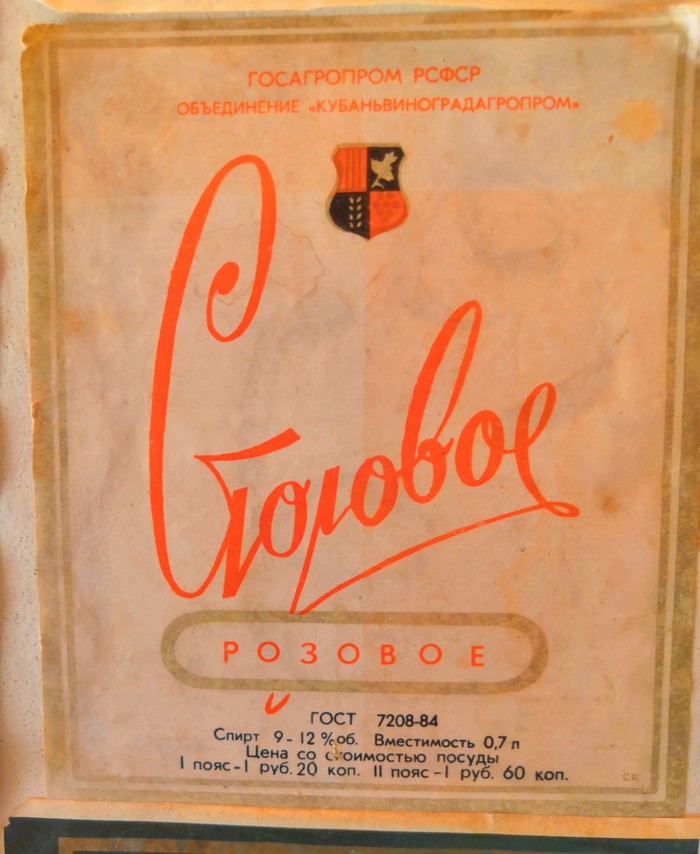 ГОСАГРОПРОМ РСФСР
ОБЪЕДИНЕНИЕ «КУБАНЬВИНОГРАДАГРОПРОМ»
Столовое
РОЗОВОЕ
ГОСТ 7208-84
Спирт 9-12 % об. Вместимость 0,7 л
Цена со стоимостью посуды
I пояс-1 руб. 20 коп. II пояс-1 руб. 60 коп.
СК